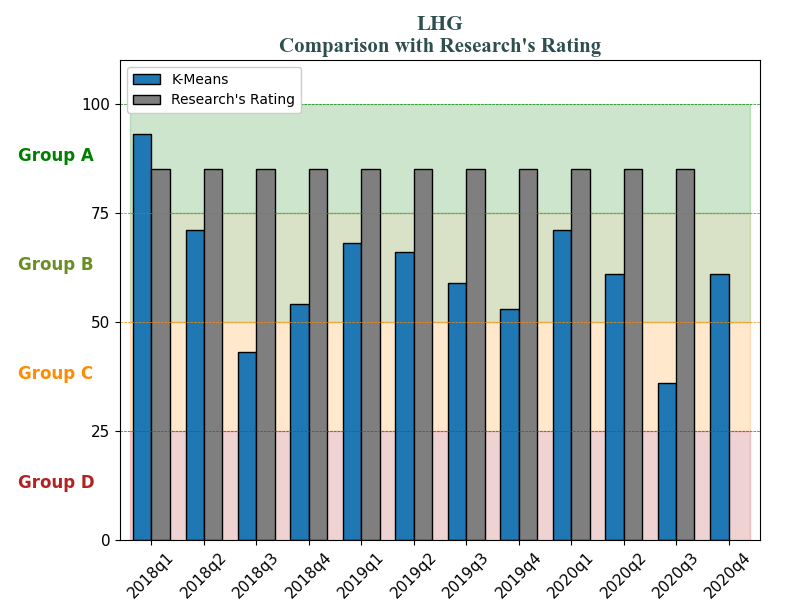 LHG
Comparison with Research's Rating
K-Means
Research's Rating
100
Group A
75
Group B
50
Group C
25
Group D
0
2018q1
2018q2
2018q3
2018q4
2019q1
2019q2
2019q3
2019q4
2020q1
2020q2
2020q3
2020q4